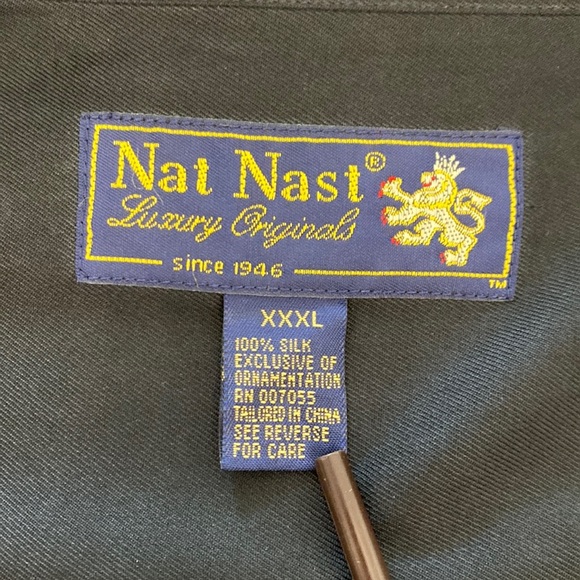 Nat Nast®
Luxury Originals
since 1946
TM
XXXL
100% SILK
EXCLUSIVE OF
ORNAMENTATION
RN 007055
TAILORED IN CHINA
SEE REVERSE
FOR CARE